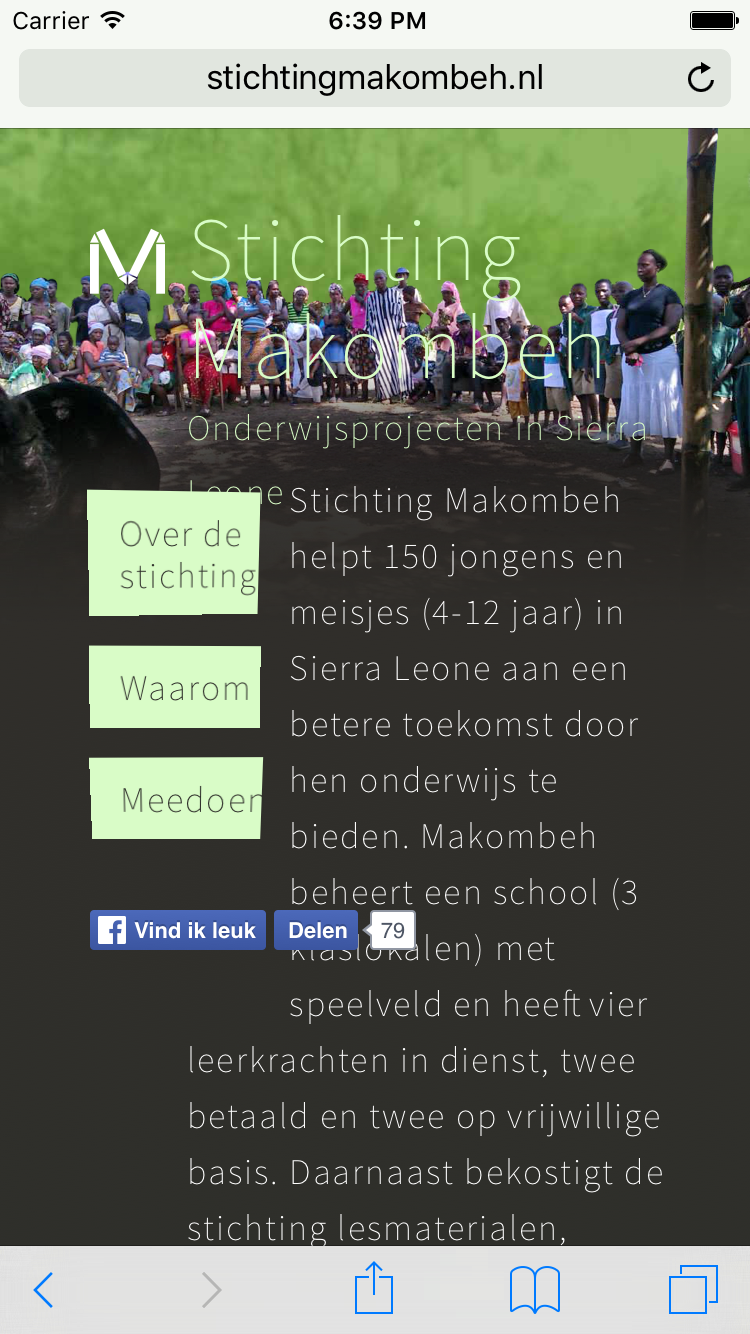 Carrier 6:39 PM
stichtingmakombeh.nl
M Stichting
Makombeh
Onderwijsprojecten in Sierra
Leone
Over de
stichting
Waarom
Meedoen
Stichting Makombeh
helpt 150 jongens en
meisjes (4-12 jaar) in
Sierra Leone aan een
betere toekomst door
hen onderwijs te
bieden. Makombeh
beheert een school (3
klaslokalen) met
speelveld en heeft vier
leerkrachten in dienst, twee
betaald en twee op vrijwillige
basis. Daarnaast bekostigt de
stichting lesmaterialen,
Vind ik leuk Delen 79